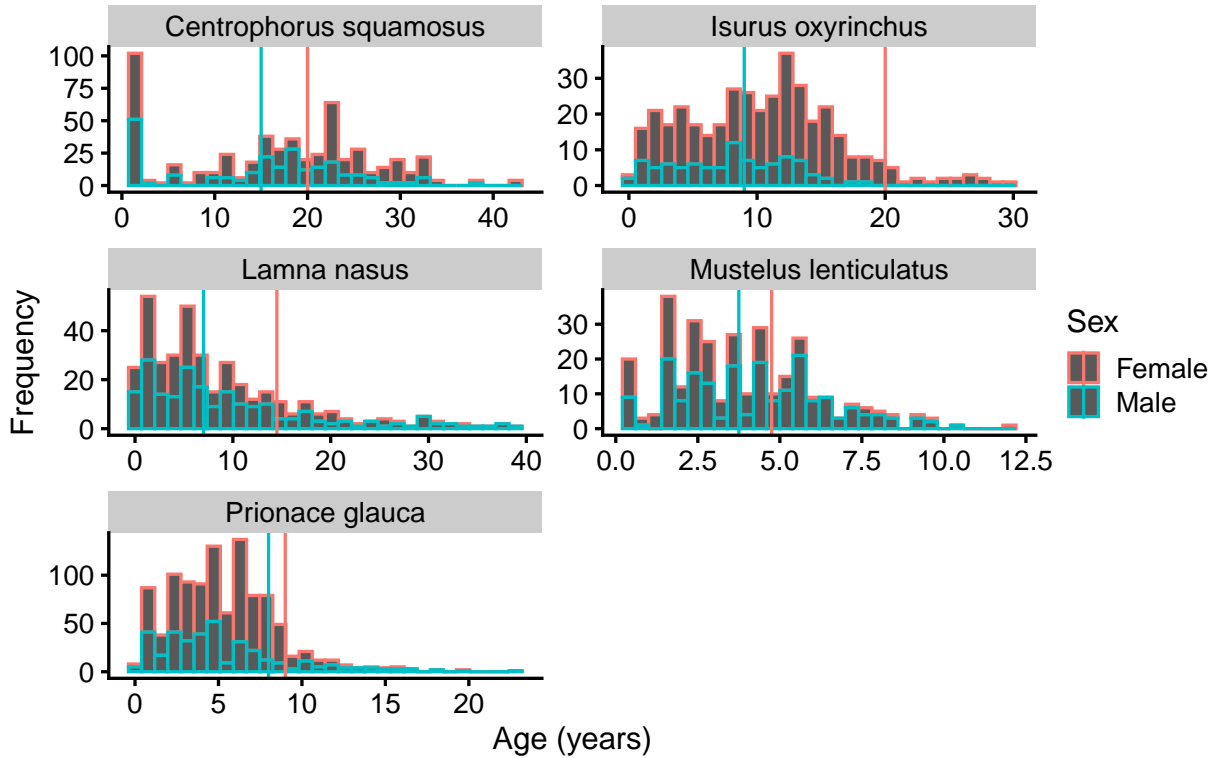 Centrophorus squamosus
Isurus oxyrinchus
100
75
50
25
0
0 10 20 30 40
30
20
10
0
0 10 20 30
Lamna nasus
Mustelus lenticulatus
40
20
0
0 10 20 30 40
30
20
10
0
0.0 2.5 5.0 7.5 10.0 12.5
Prionace glauca
100
50
0
0 5 10 15 20
Frequency
Age (years)
Sex
Female
Male